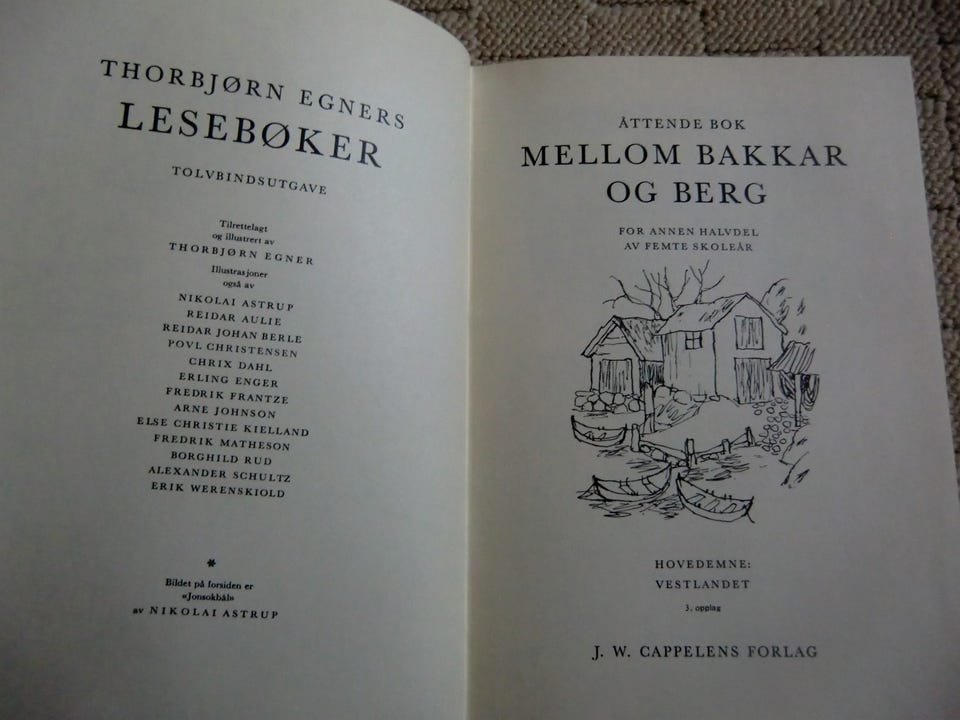 THORBJØRN EGNERS
LESEBØKER
TOLVBINDSUTGAVE
Tilrettelagt
og illustrert av
THORBJØRN EGNER
Illustrasjoner
også av
NIKOLAI ASTRUP
REIDAR AULIE
REIDAR JOHAN BERLE
POVL CHRISTENSEN
CHRIX DAHL
ERLING ENGER
FREDRIK FRANTZE
ARNE JOHNSON
ELSE CHRISTIE KIELLAND
FREDRIK MATHESON
BORGHILD RUD
ALEXANDER SCHULTZ
ERIK WERENSKIOLD
*
Bildet på forsiden er
«Jonsokbål»
av NIKOLAI ASTRUP
ÅTTENDE BOK
MELLOM BAKKAR
OG BERG
FOR ANNEN HALVDEL
AV FEMTE SKOLEÅR
HOVEDEMNE:
VESTLANDET
3. opplag
J. W. CAPPELENS FORLAG